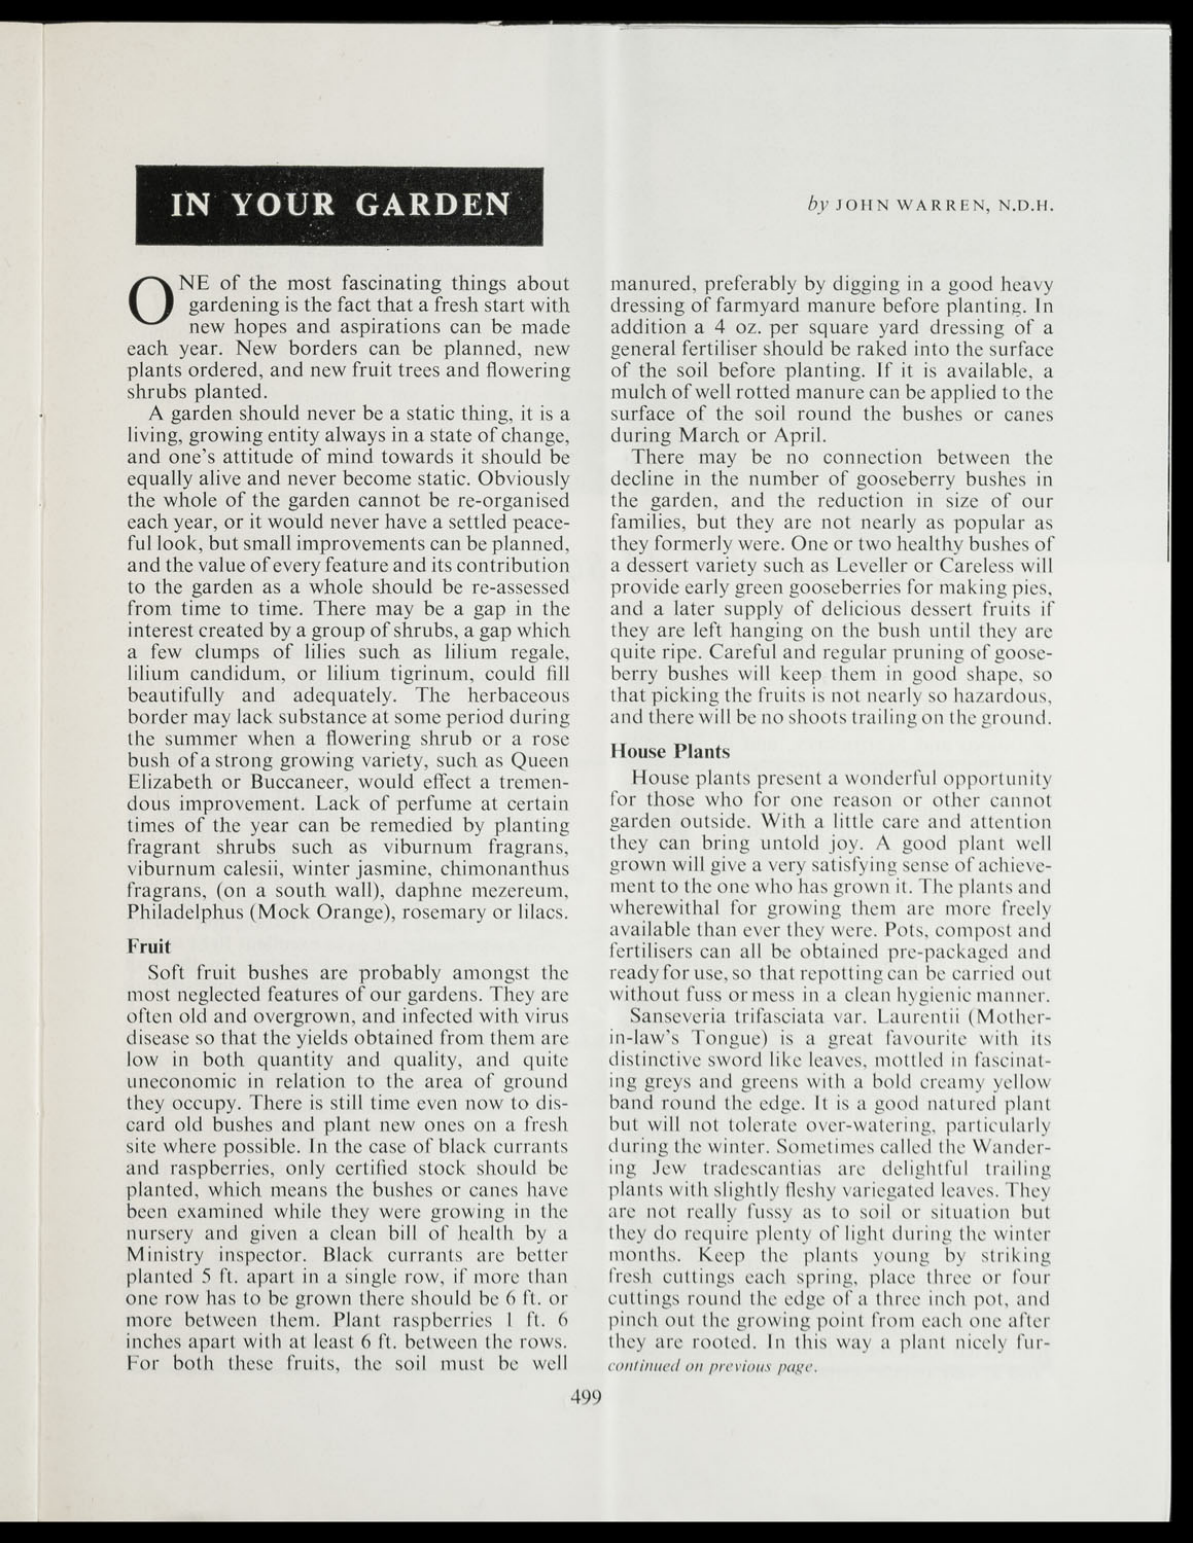 IN YOUR GARDEN
by JOHN WARREN, N.D.H.
ONE of the most fascinating things about
gardening is the fact that a fresh start with
new hopes and aspirations can be made
each year. New borders can be planned, new
plants ordered, and new fruit trees and flowering
shrubs planted.
A garden should never be a static thing, it is a
living, growing entity always in a state of change,
and one's attitude of mind towards it should be
equally alive and never become static. Obviously
the whole of the garden cannot be re-organised
each year, or it would never have a settled peace-
ful look, but small improvements can be planned,
and the value of every feature and its contribution
to the garden as a whole should be re-assessed
from time to time. There may be a gap in the
interest created by a group of shrubs, a gap which
a few clumps of lilies such as lilium regale,
lilium candidum, or lilium tigrinum, could fill
beautifully and adequately. The herbaceous
border may lack substance at some period during
the summer when a flowering shrub or a rose
bush of a strong growing variety, such as Queen
Elizabeth or Buccaneer, would effect a tremen-
dous improvement. Lack of perfume at certain
times of the year can be remedied by planting
fragrant shrubs such as viburnum fragrans,
viburnum calesii, winter jasmine, chimonanthus
fragrans, (on a south wall), daphne mezereum,
Philadelphus (Mock Orange), rosemary or lilacs.
Fruit
Soft fruit bushes are probably amongst the
most neglected features of our gardens. They are
often old and overgrown, and infected with virus
disease so that the yields obtained from them are
low in both quantity and quality, and quite
uneconomic in relation to the area of ground
they occupy. There is still time even now to dis-
card old bushes and plant new ones on a fresh
site where possible. In the case of black currants
and raspberries, only certified stock should be
planted, which means the bushes or canes have
been examined while they were growing in the
nursery and given a clean bill of health by a
Ministry inspector. Black currants are better
planted 5 ft. apart in a single row, if more than
one row has to be grown there should be 6 ft. or
more between them. Plant raspberries 1 ft. 6
inches apart with at least 6 ft. between the rows.
For both these fruits, the soil must be well
manured, preferably by digging in a good heavy
dressing of farmyard manure before planting. In
addition a 4 oz. per square yard dressing of a
general fertiliser should be raked into the surface
of the soil before planting. If it is available, a
mulch of well rotted manure can be applied to the
surface of the soil round the bushes or canes
during March or April.
There may be no connection between the
decline in the number of gooseberry bushes in
the garden, and the reduction in size of our
families, but they are not nearly as popular as
they formerly were. One or two healthy bushes of
a dessert variety such as Leveller or Careless will
provide early green gooseberries for making pies,
and a later supply of delicious dessert fruits if
they are left hanging on the bush until they are
quite ripe. Careful and regular pruning of goose-
berry bushes will keep them in good shape, so
that picking the fruits is not nearly so hazardous,
and there will be no shoots trailing on the ground.
House Plants
House plants present a wonderful opportunity
for those who for one reason or other cannot
garden outside. With a little care and attention
they can bring untold joy. A good plant well
grown will give a very satisfying sense of achieve-
ment to the one who has grown it. The plants and
wherewithal for growing them are more freely
available than ever they were. Pots, compost and
fertilisers can all be obtained pre-packaged and
ready for use, so that repotting can be carried out
without fuss or mess in a clean hygienic manner.
Sanseveria trifasciata var. Laurentii (Mother-
in-law's Tongue) is a great favourite with its
distinctive sword like leaves, mottled in fascinat-
ing greys and greens with a bold creamy yellow
band round the edge. It is a good natured plant
but will not tolerate over-watering, particularly
during the winter. Sometimes called the Wander-
ing Jew tradescantias are delightful trailing
plants with slightly fleshy variegated leaves. They
are not really fussy as to soil or situation but
they do require plenty of light during the winter
months. Keep the plants young by striking
fresh cuttings each spring, place three or four
cuttings round the edge of a three inch pot, and
pinch out the growing point from each one after
they are rooted. In this way a plant nicely fur-
continued on previous page.
499